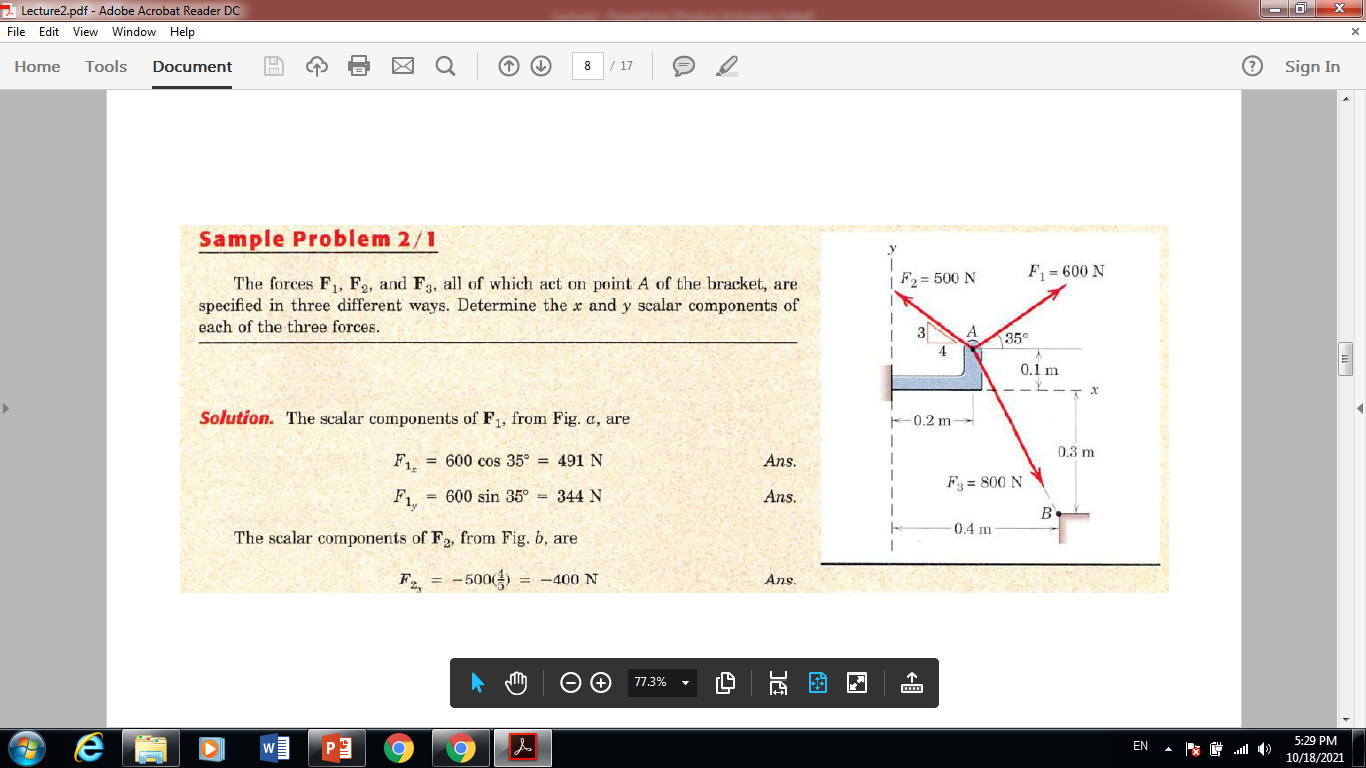 Lecture2.pdf - Adobe Acrobat Reader DC
File Edit View Window Help
Home Tools Document 8 / 17 Sign In
Sample Problem 2/1
The forces F₁, F₂, and F₃, all of which act on point A of the bracket, are
specified in three different ways. Determine the x and y scalar components of
each of the three forces.
Solution. The scalar components of F₁, from Fig. a, are
F₁ₓ = 600 cos 35° = 491 N Ans.
F₁ᵧ = 600 sin 35° = 344 N Ans.
The scalar components of F₂, from Fig. b, are
F₂ₓ = −500(4/5) = −400 N Ans.
y
F₂ = 500 N
F₁ = 600 N
3
4
A
35°
0.1 m
x
0.2 m
0.3 m
F₃ = 800 N
B
0.4 m
77.3%
EN
5:29 PM
10/18/2021